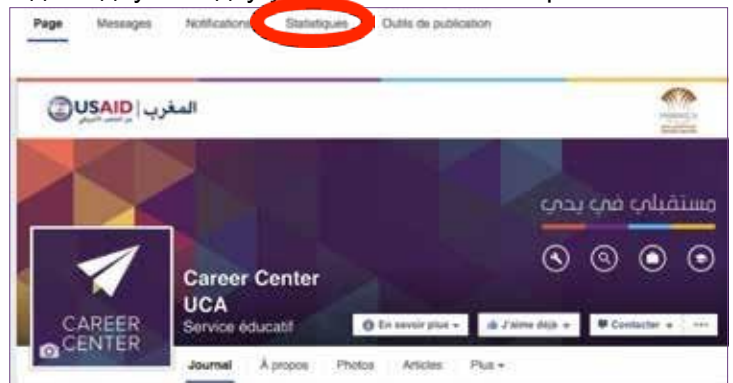 Page Messages Notifications Statistiques Outils de publication
USAID المغرب
مستقبلي في يدي
CAREER
CENTER
Career Center
UCA
Service éducatif
En savoir plus J'aime déjà Contacter ...
Journal À propos Photos Articles Plus